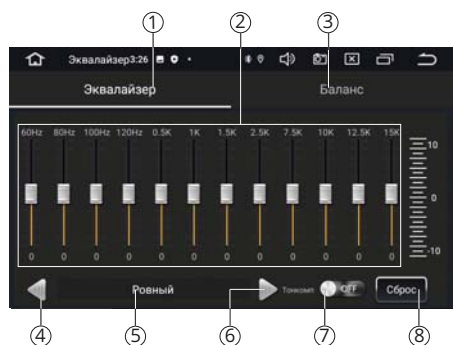 ① ② ③
Эквалайзер 3:26
Эквалайзер Баланс
60Hz 80Hz 100Hz 120Hz 0.5K 1K 1.5K 2.5K 7.5K 10K 12.5K 15K
10
0
-10
0 0 0 0 0 0 0 0 0 0 0 0
Ровный Тонкомп OFF Сброс
④ ⑤ ⑥ ⑦ ⑧